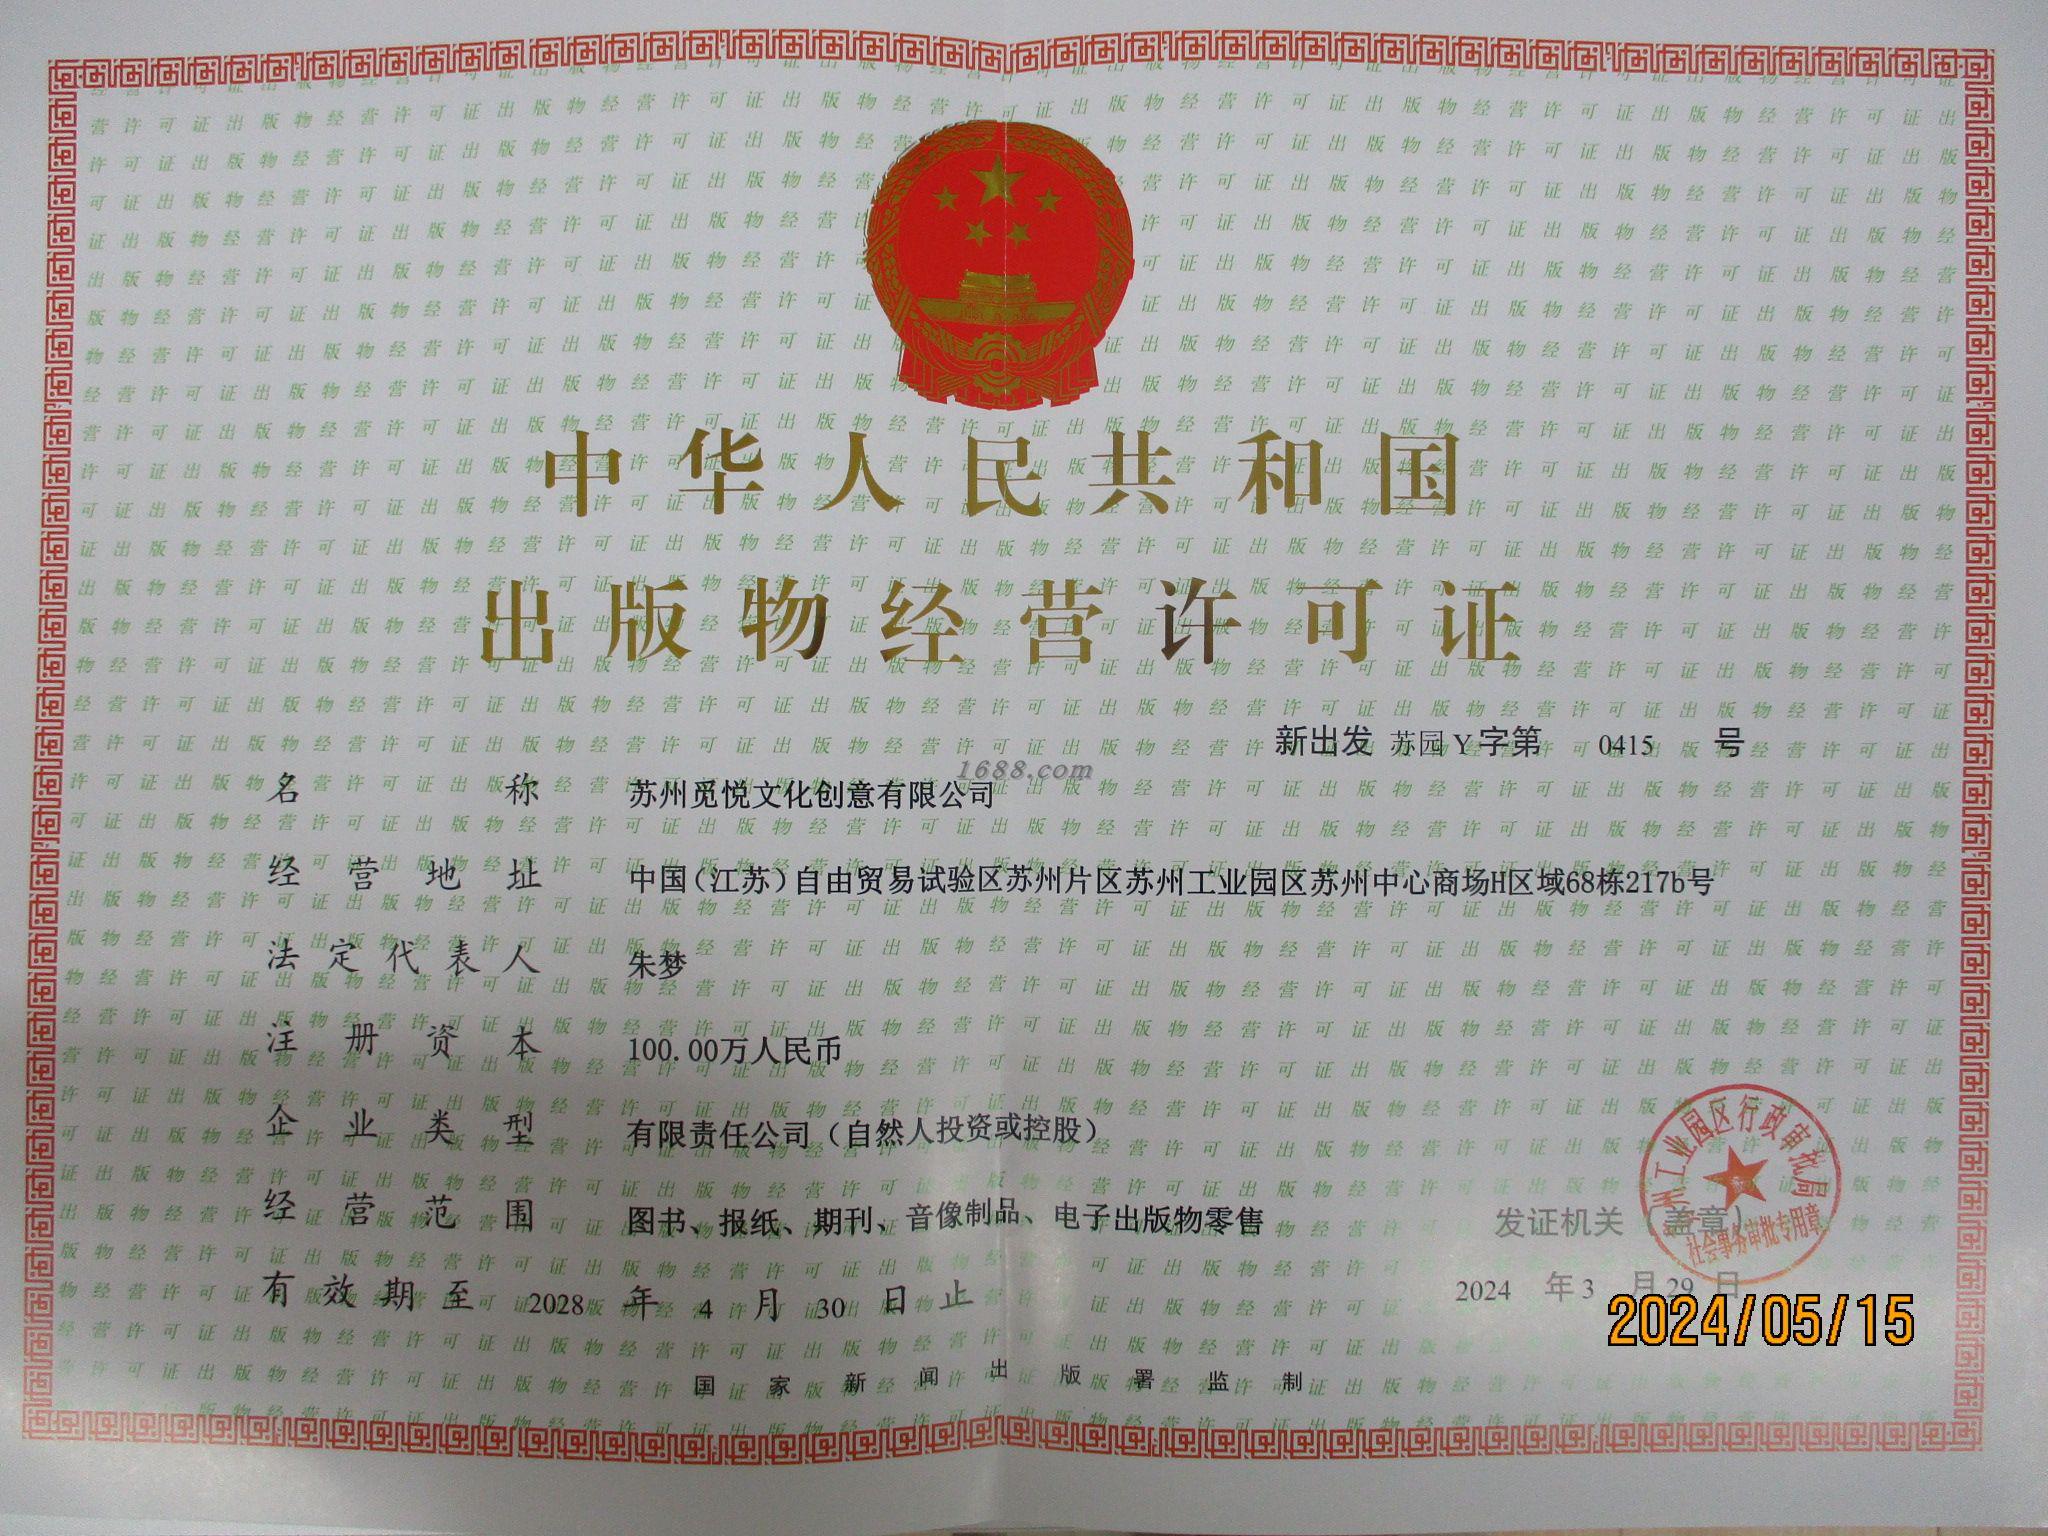 中华人民共和国
出版物经营许可证
新出发 苏园Y字第 0415 号
1688.com
名称 苏州觅悦文化创意有限公司
经营地址 中国(江苏)自由贸易试验区苏州片区苏州工业园区苏州中心商场H区域68栋217b号
法定代表人 朱梦
注册资本 100.00万人民币
企业类型 有限责任公司(自然人投资或控股)
经营范围 图书、报纸、期刊、音像制品、电子出版物零售
有效期至 2028 年 4 月 30 日止
发证机关(盖章)
苏州工业园区行政审批局
社会事务审批专用章
2024 年 3 月 29 日
2024/05/15
国家新闻出版署监制